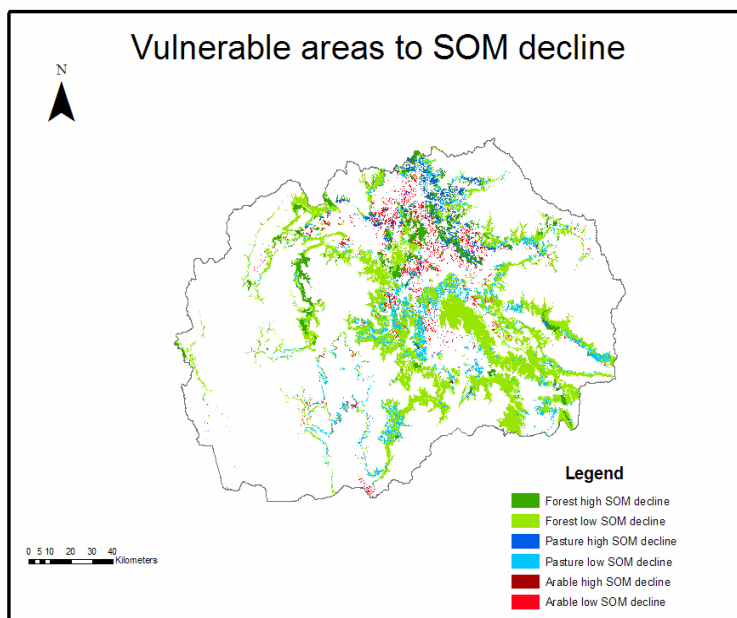 Vulnerable areas to SOM decline
N
Legend
Forest high SOM decline
Forest low SOM decline
Pasture high SOM decline
Pasture low SOM decline
Arable high SOM decline
Arable low SOM decline
0 5 10 20 30 40
Kilometers